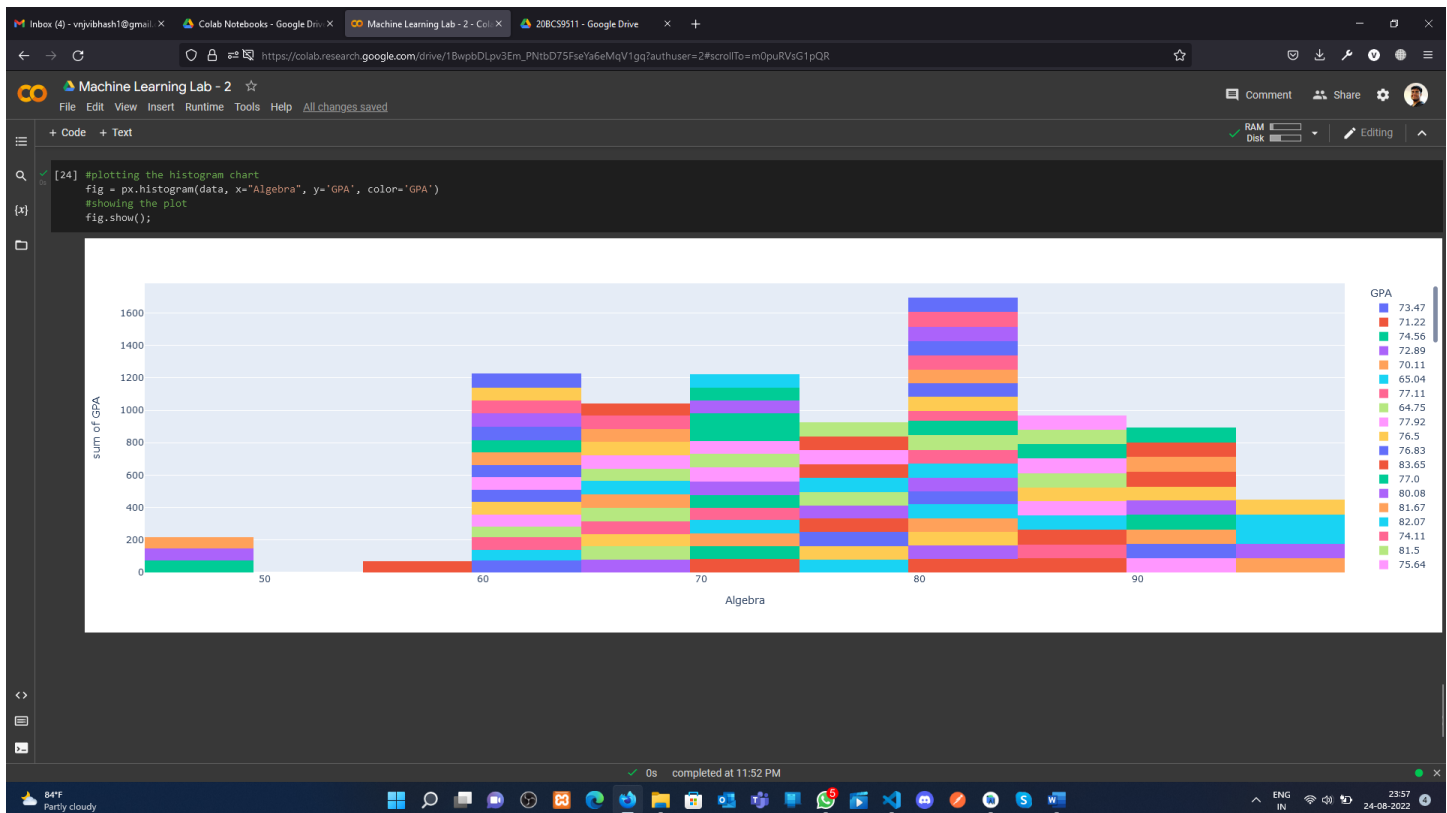 Inbox (4) - vnjvibhash1@gmail.
Colab Notebooks - Google Driv
Machine Learning Lab - 2 - Col
20BCS9511 - Google Drive
https://colab.research.google.com/drive/1BwpbDLpv3Em_PNtbD75FseYa6eMqV1gq?authuser=2#scrollTo=m0puRVsG1pQR
Machine Learning Lab - 2
File Edit View Insert Runtime Tools Help All changes saved
Comment Share
+ Code + Text
RAM
Disk
Editing
[24] #plotting the histogram chart
fig = px.histogram(data, x="Algebra", y='GPA', color='GPA')
#showing the plot
fig.show();
0s
{x}
sum of GPA
1600
1400
1200
1000
800
600
400
200
0
50 60 70 80 90
Algebra
GPA
73.47
71.22
74.56
72.89
70.11
65.04
77.11
64.75
77.92
76.5
76.83
83.65
77.0
80.08
81.67
82.07
74.11
81.5
75.64
0s completed at 11:52 PM
84°F
Partly cloudy
5
ENG
IN
23:57
24-08-2022
4